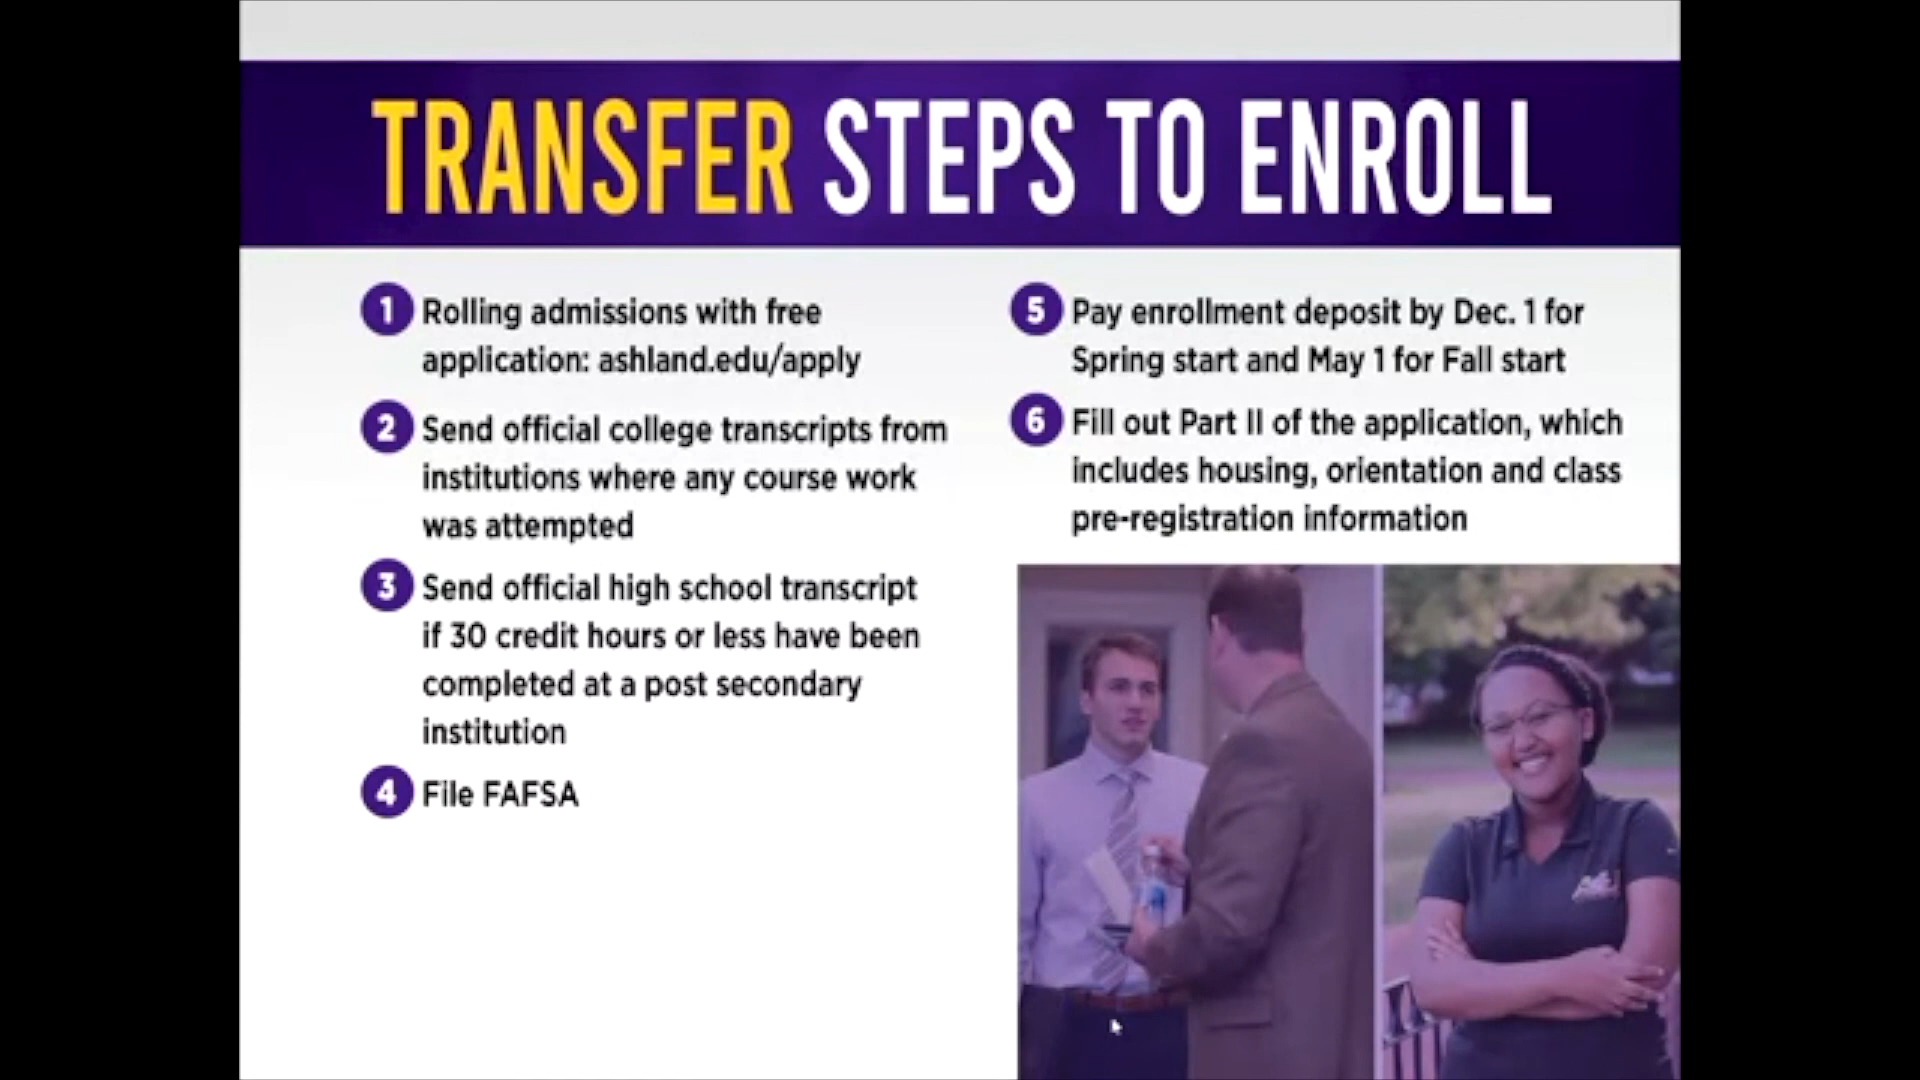 TRANSFER STEPS TO ENROLL
1 Rolling admissions with free
application: ashland.edu/apply
2 Send official college transcripts from
institutions where any course work
was attempted
3 Send official high school transcript
if 30 credit hours or less have been
completed at a post secondary
institution
4 File FAFSA
5 Pay enrollment deposit by Dec. 1 for
Spring start and May 1 for Fall start
6 Fill out Part II of the application, which
includes housing, orientation and class
pre-registration information